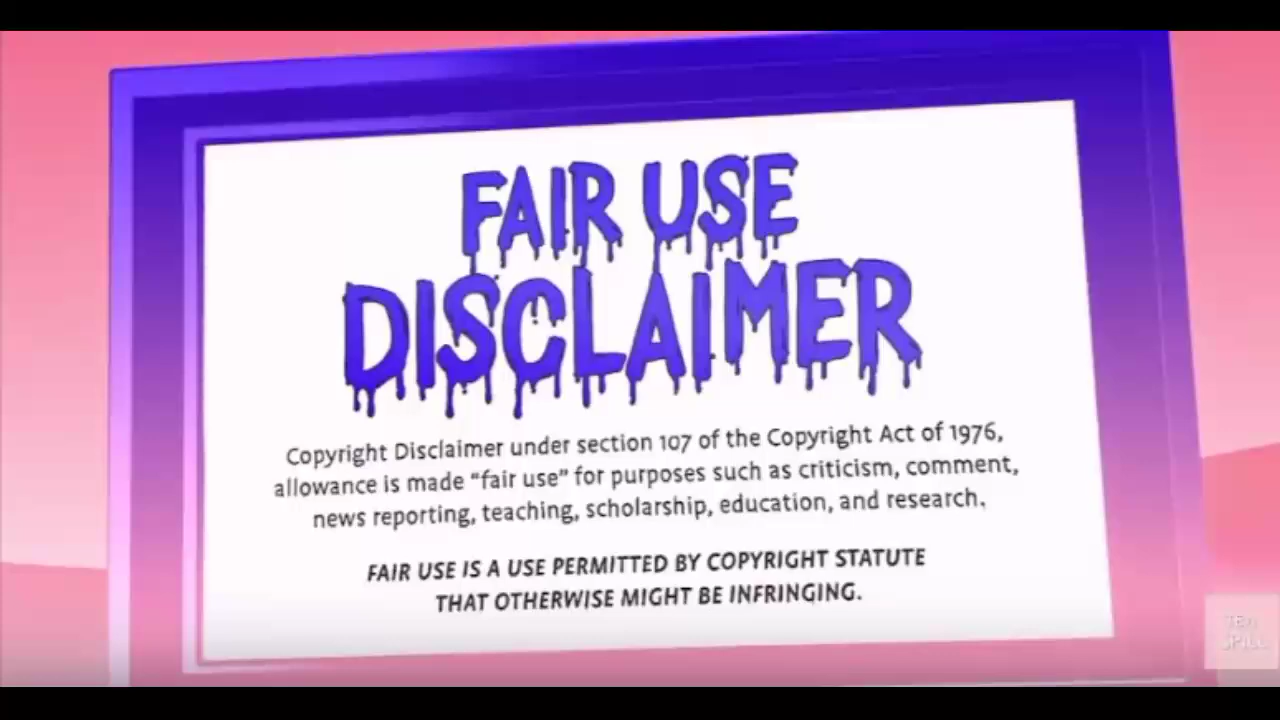 FAIR USE
DISCLAIMER
Copyright Disclaimer under section 107 of the Copyright Act of 1976,
allowance is made “fair use” for purposes such as criticism, comment,
news reporting, teaching, scholarship, education, and research.
FAIR USE IS A USE PERMITTED BY COPYRIGHT STATUTE
THAT OTHERWISE MIGHT BE INFRINGING.
SPILL